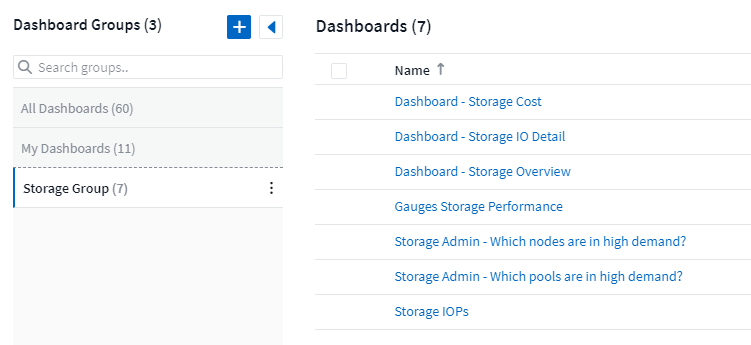 Dashboard Groups (3)
Search groups..
All Dashboards (60)
My Dashboards (11)
Storage Group (7)
Dashboards (7)
Name ↑
Dashboard - Storage Cost
Dashboard - Storage IO Detail
Dashboard - Storage Overview
Gauges Storage Performance
Storage Admin - Which nodes are in high demand?
Storage Admin - Which pools are in high demand?
Storage IOPs